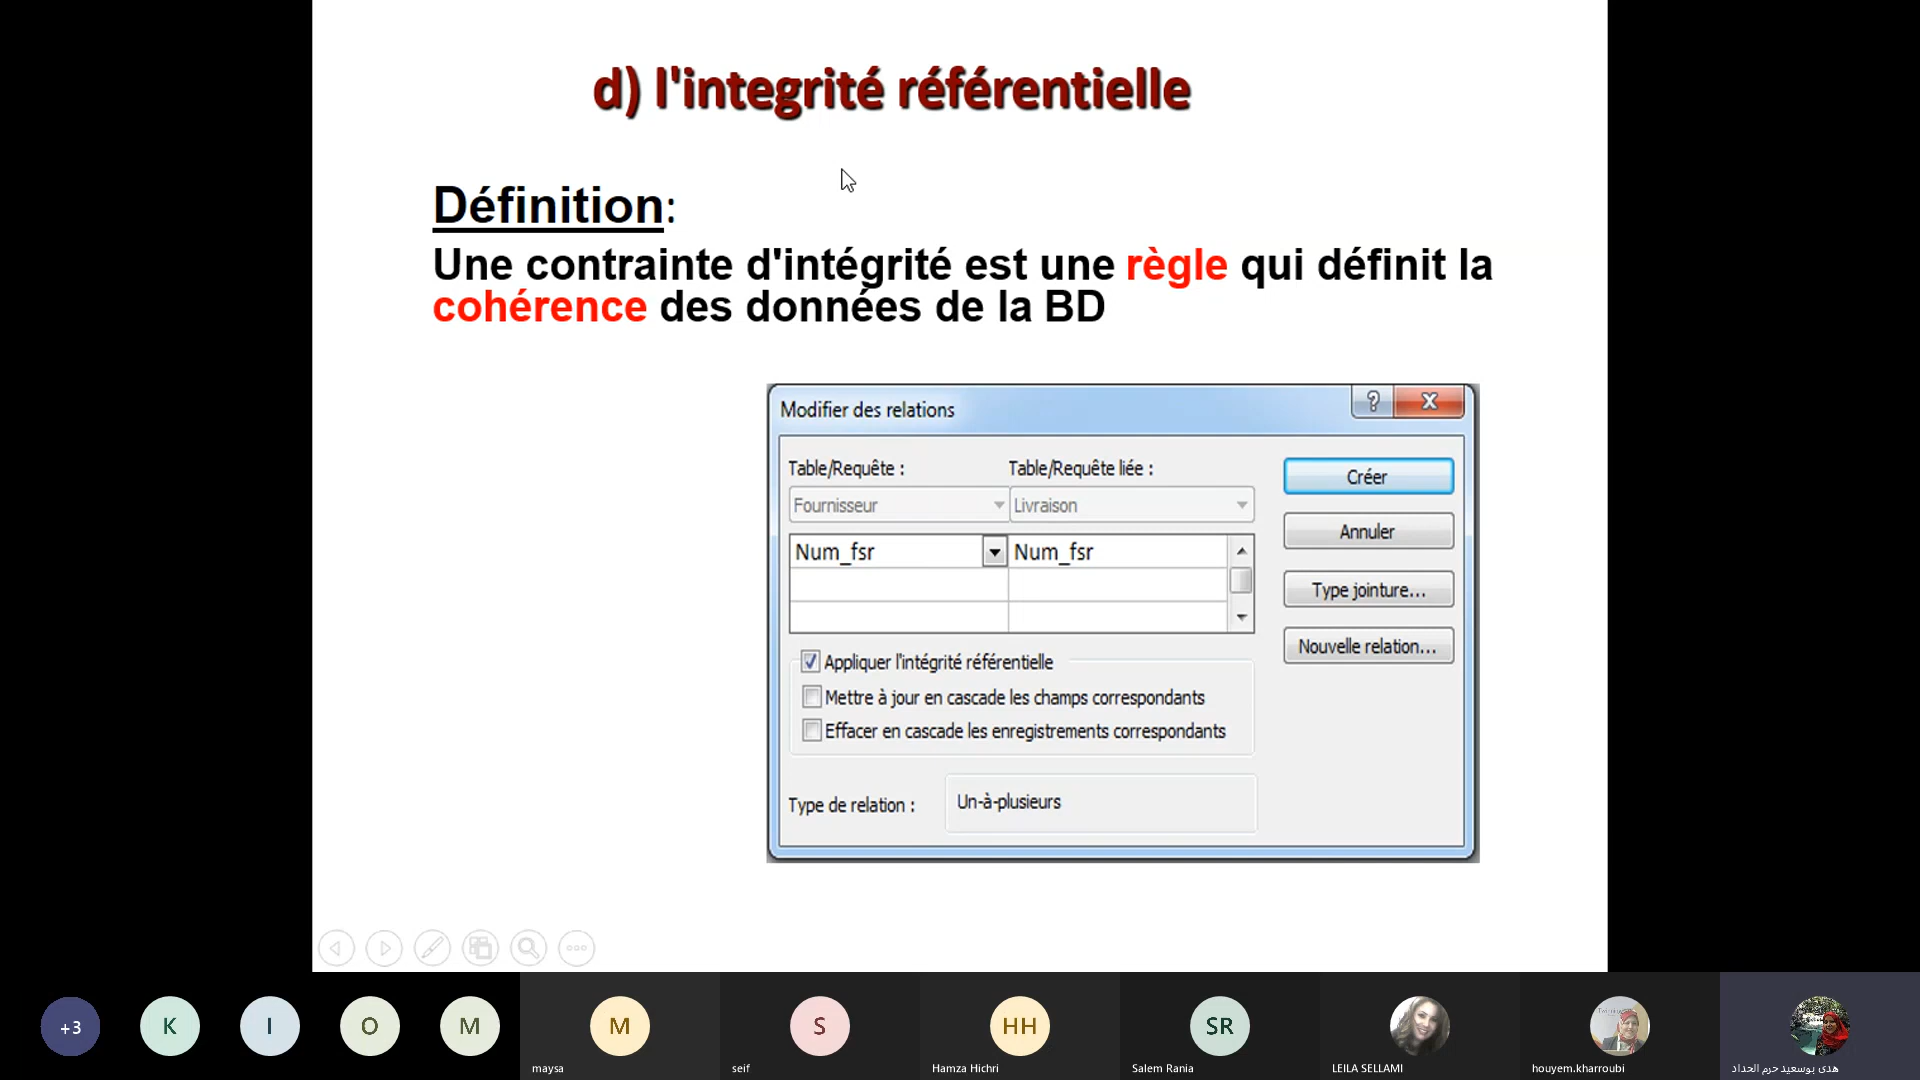 d) l'integrité référentielle
Définition:
Une contrainte d'intégrité est une règle qui définit la
cohérence des données de la BD
Modifier des relations
? X
Table/Requête : Table/Requête liée :
Créer
Fournisseur Livraison
Annuler
Num_fsr Num_fsr
Type jointure...
Nouvelle relation...
Appliquer l'intégrité référentielle
Mettre à jour en cascade les champs correspondants
Effacer en cascade les enregistrements correspondants
Type de relation : Un-à-plusieurs
+3 K I O M M S HH SR
maysa seif Hamza Hichri Salem Rania LEILA SELLAMI houyem.kharroubi هدى بوسعيد حرم الحداد